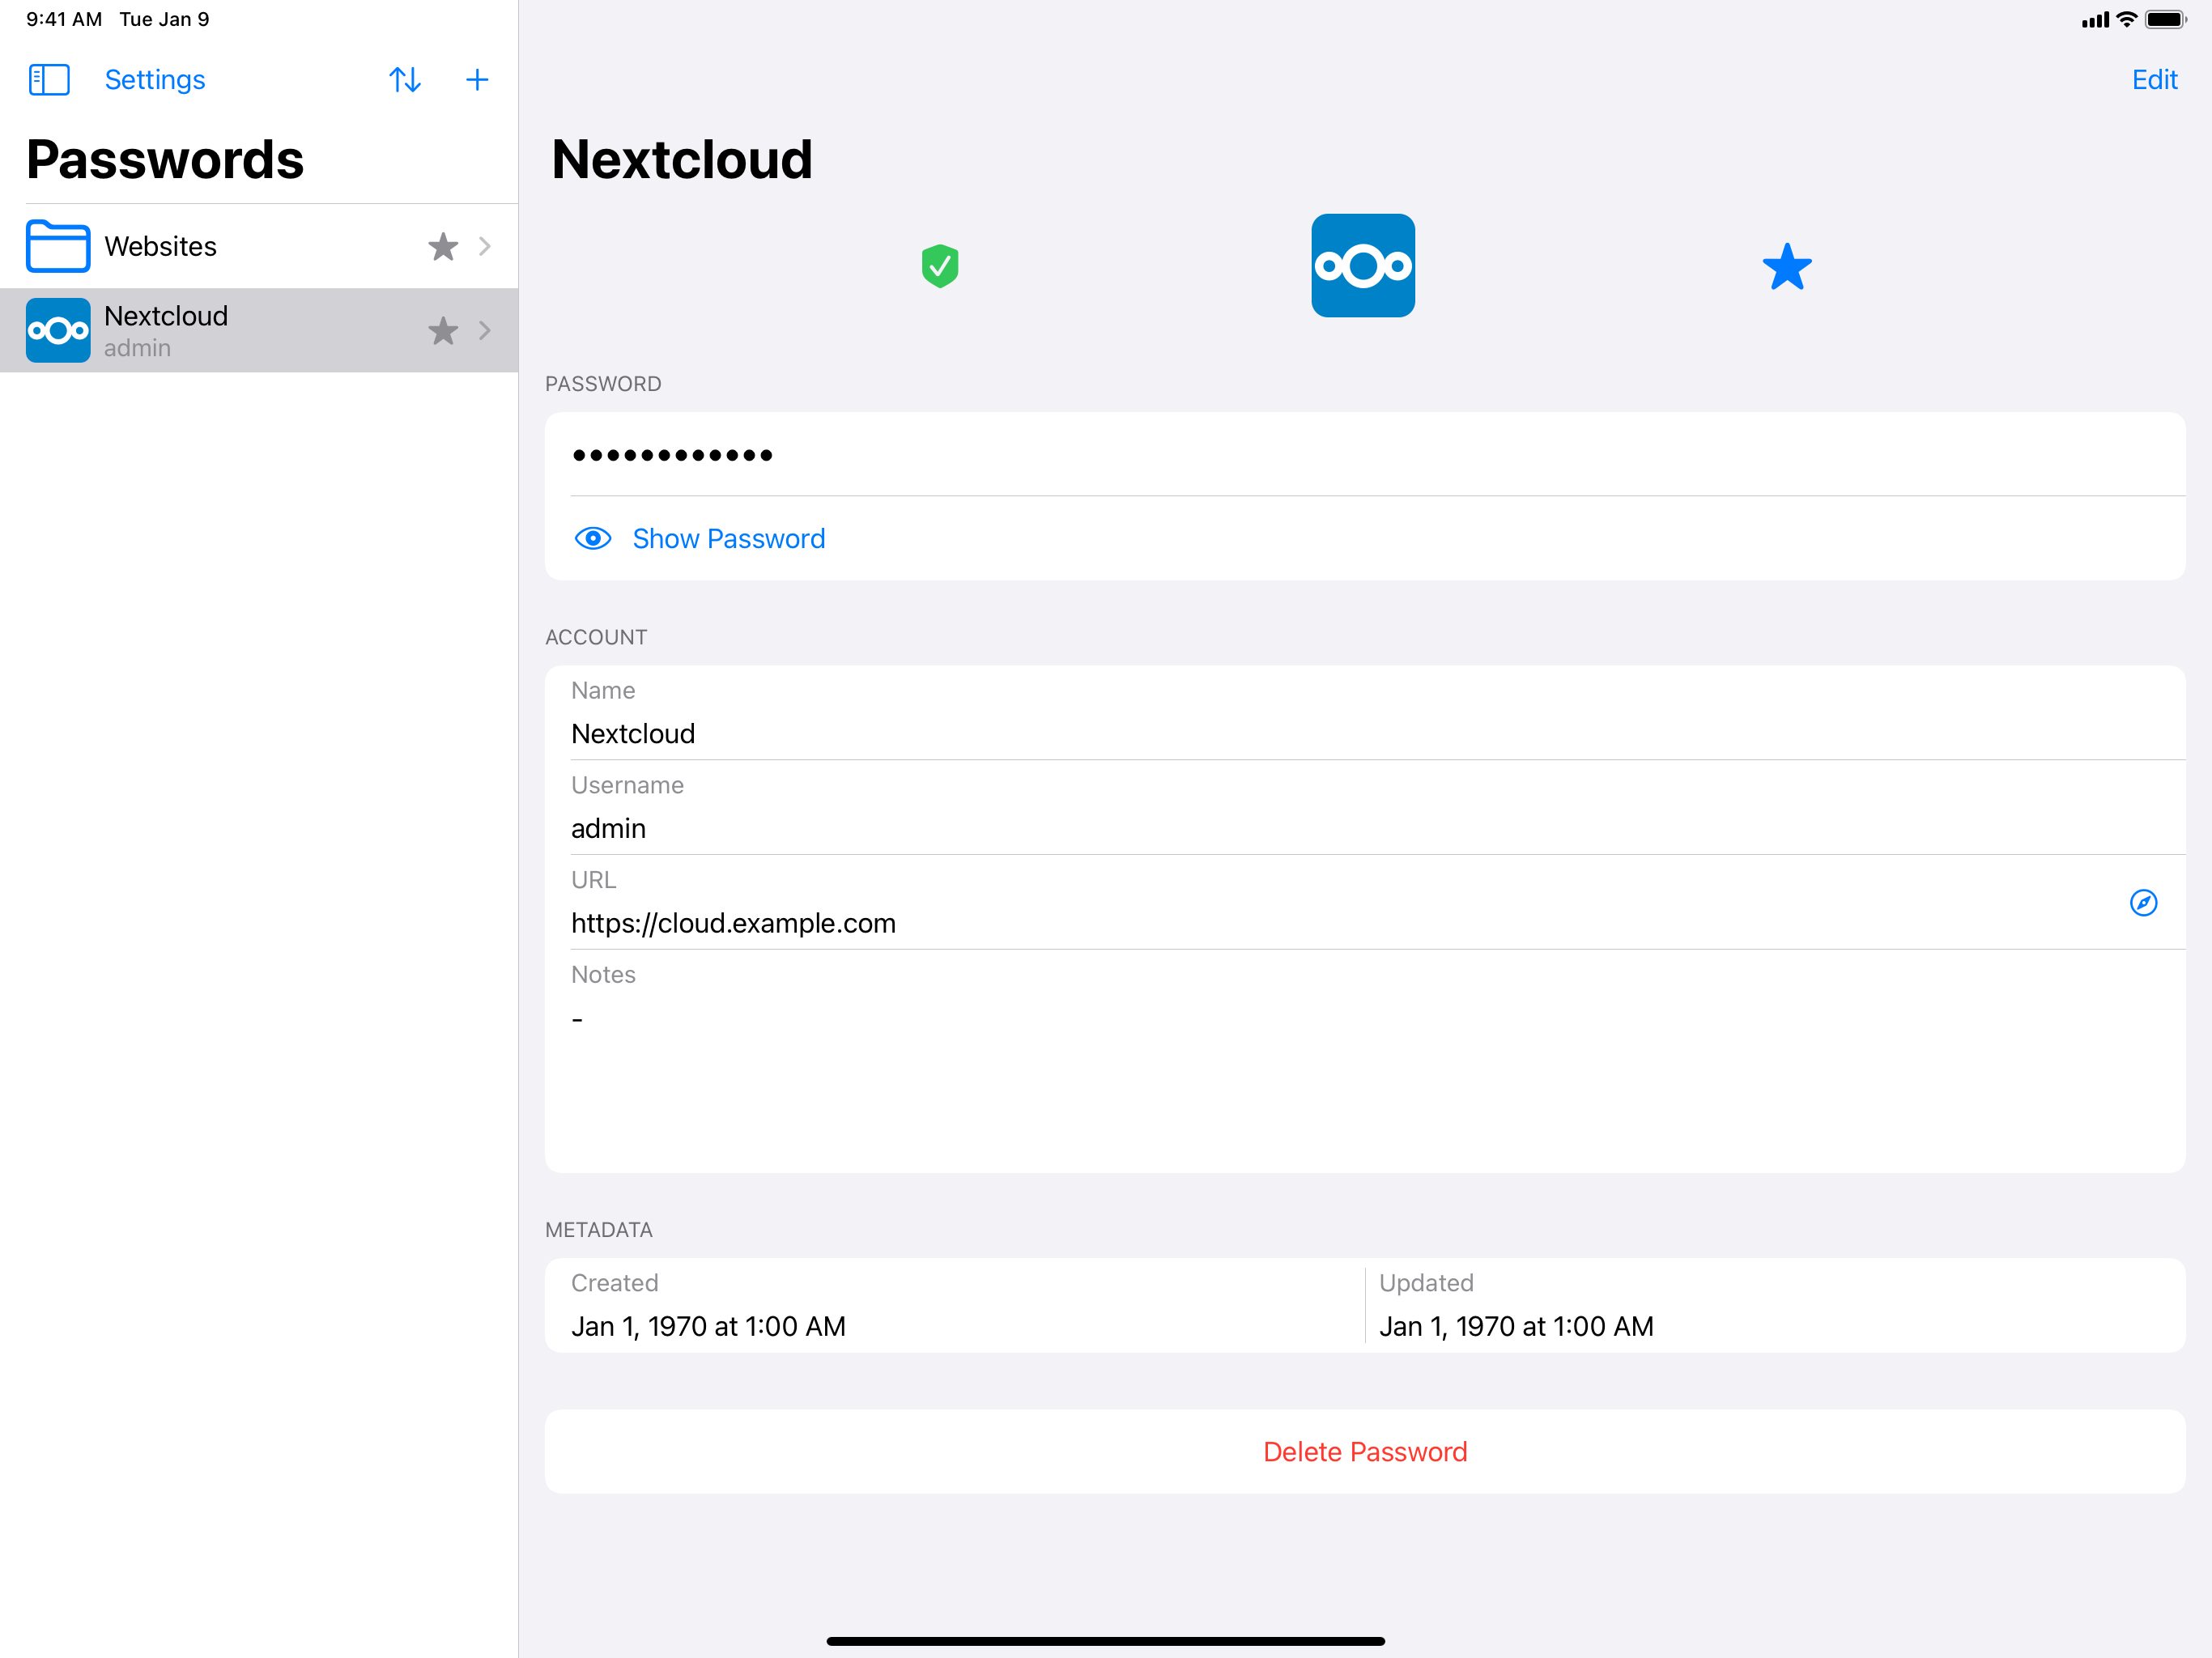 9:41 AM Tue Jan 9
Settings
Passwords
Websites
Nextcloud
admin
Edit
Nextcloud
PASSWORD
••••••••••••
Show Password
ACCOUNT
Name
Nextcloud
Username
admin
URL
https://cloud.example.com
Notes
-
METADATA
Created
Jan 1, 1970 at 1:00 AM
Updated
Jan 1, 1970 at 1:00 AM
Delete Password